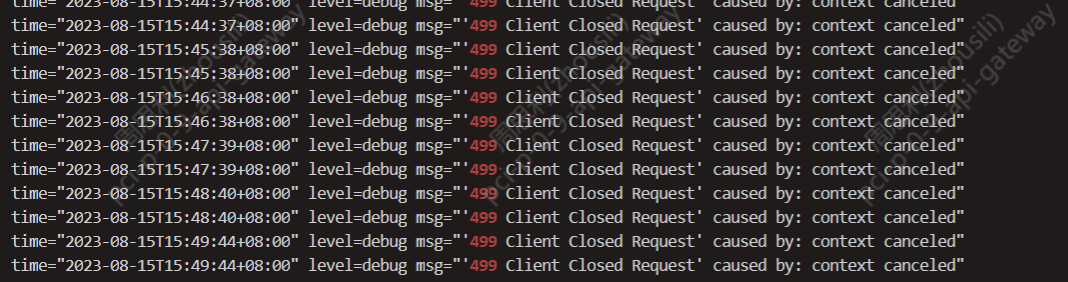 time="2023-08-15T15:44:37+08:00" level=debug msg="'499 Client Closed Request' caused by: context canceled"
time="2023-08-15T15:44:37+08:00" level=debug msg="'499 Client Closed Request' caused by: context canceled"
time="2023-08-15T15:45:38+08:00" level=debug msg="'499 Client Closed Request' caused by: context canceled"
time="2023-08-15T15:45:38+08:00" level=debug msg="'499 Client Closed Request' caused by: context canceled"
time="2023-08-15T15:46:38+08:00" level=debug msg="'499 Client Closed Request' caused by: context canceled"
time="2023-08-15T15:46:38+08:00" level=debug msg="'499 Client Closed Request' caused by: context canceled"
time="2023-08-15T15:47:39+08:00" level=debug msg="'499 Client Closed Request' caused by: context canceled"
time="2023-08-15T15:47:39+08:00" level=debug msg="'499 Client Closed Request' caused by: context canceled"
time="2023-08-15T15:48:40+08:00" level=debug msg="'499 Client Closed Request' caused by: context canceled"
time="2023-08-15T15:48:40+08:00" level=debug msg="'499 Client Closed Request' caused by: context canceled"
time="2023-08-15T15:49:44+08:00" level=debug msg="'499 Client Closed Request' caused by: context canceled"
time="2023-08-15T15:49:44+08:00" level=debug msg="'499 Client Closed Request' caused by: context canceled"